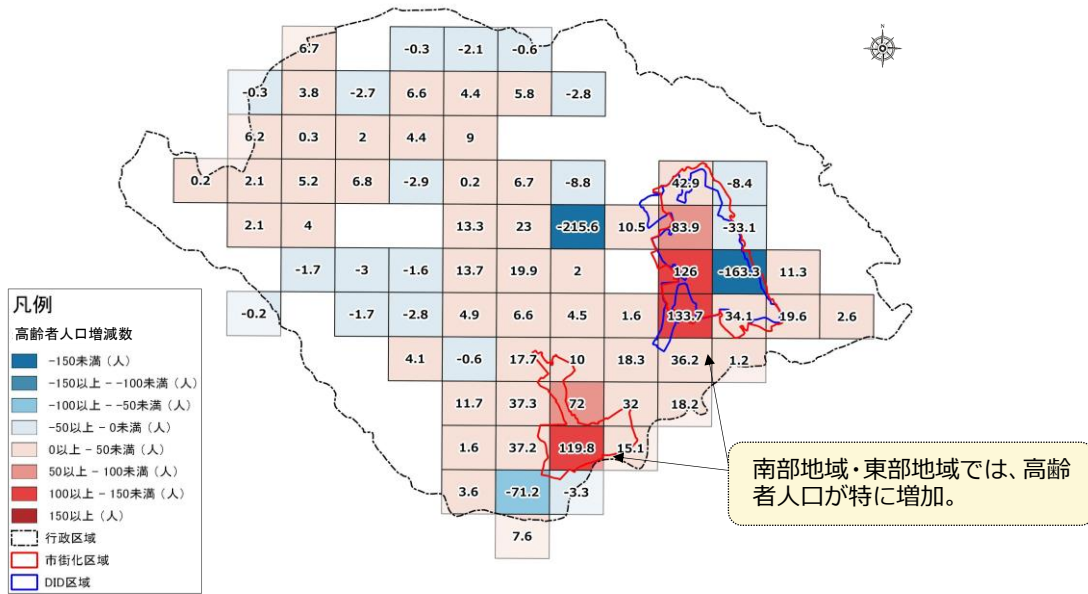 N
6.7 -0.3 -2.1 -0.6
-0.3 3.8 -2.7 6.6 4.4 5.8 -2.8
6.2 0.3 2 4.4 9
0.2 2.1 5.2 6.8 -2.9 0.2 6.7 -8.8 42.9 -8.4
2.1 4 13.3 23 -215.6 10.5 83.9 -33.1
-1.7 -3 -1.6 13.7 19.9 2 126 -163.3 11.3
-0.2 -1.7 -2.8 4.9 6.6 4.5 1.6 133.7 34.1 19.6 2.6
4.1 -0.6 17.7 10 18.3 36.2 1.2
11.7 37.3 72 32 18.2
1.6 37.2 119.8 15.1
3.6 -71.2 -3.3
7.6
凡例
高齢者人口増減数
-150未満（人）
-150以上 - -100未満（人）
-100以上 - -50未満（人）
-50以上 - 0未満（人）
0以上 - 50未満（人）
50以上 - 100未満（人）
100以上 - 150未満（人）
150以上（人）
行政区域
市街化区域
DID区域
南部地域・東部地域では、高齢
者人口が特に増加。